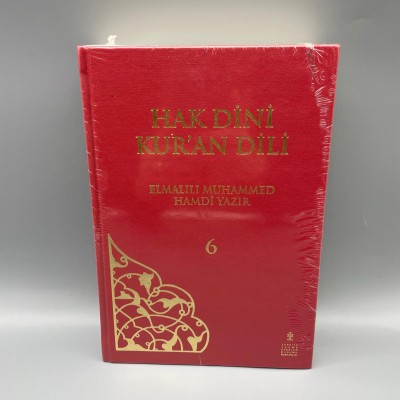 HAK DİNİ
KUR'AN DİLİ
ELMALILI MUHAMMED
HAMDİ YAZIR
6